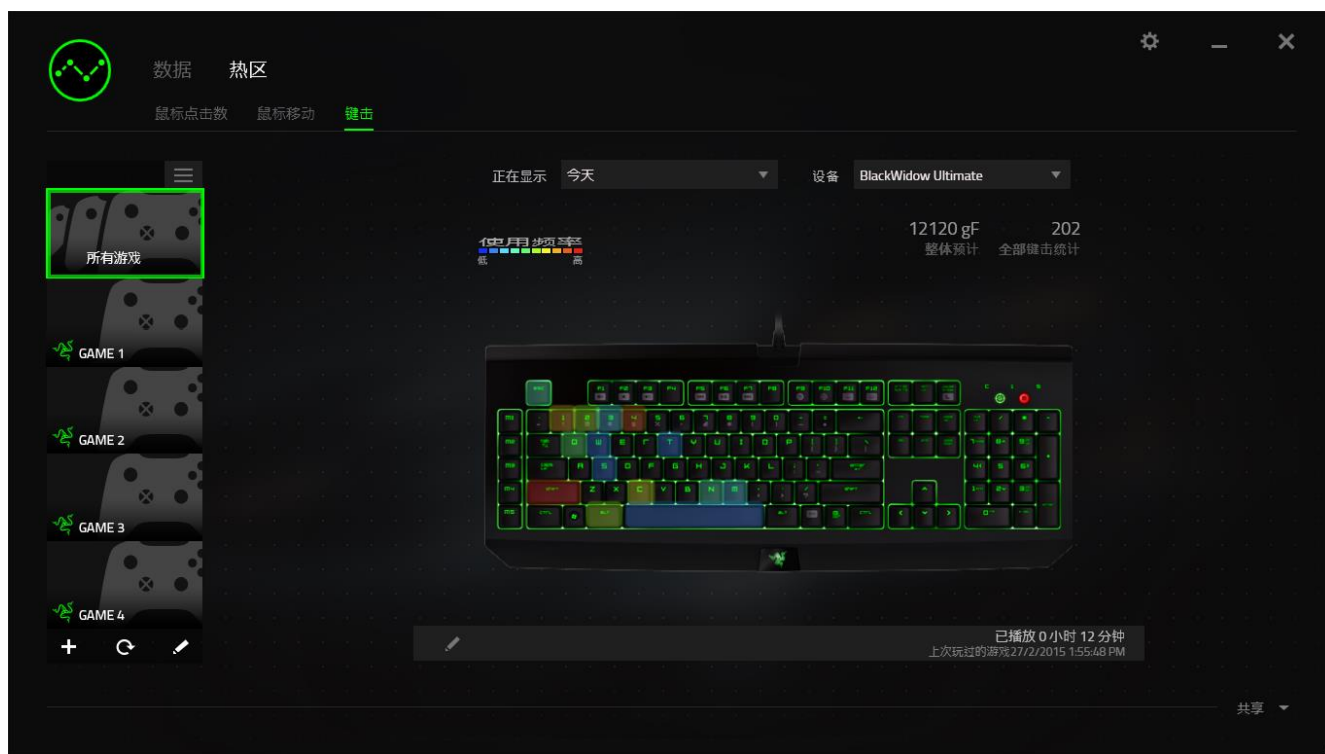 数据 热区
鼠标点击数 鼠标移动 键击
正在显示 今天 设备 BlackWidow Ultimate
所有游戏
使用频率
低 高
12120 gF 202
整体预计 全部键击统计
GAME 1
GAME 2
GAME 3
GAME 4
已播放 0 小时 12 分钟
上次玩过的游戏27/2/2015 1:55:48 PM
共享